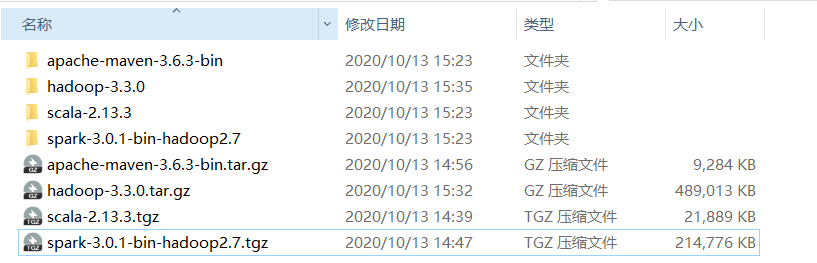 名称 修改日期 类型 大小
apache-maven-3.6.3-bin 2020/10/13 15:23 文件夹
hadoop-3.3.0 2020/10/13 15:35 文件夹
scala-2.13.3 2020/10/13 15:23 文件夹
spark-3.0.1-bin-hadoop2.7 2020/10/13 15:23 文件夹
GZ apache-maven-3.6.3-bin.tar.gz 2020/10/13 14:56 GZ 压缩文件 9,284 KB
GZ hadoop-3.3.0.tar.gz 2020/10/13 15:32 GZ 压缩文件 489,013 KB
TGZ scala-2.13.3.tgz 2020/10/13 14:39 TGZ 压缩文件 21,889 KB
TGZ spark-3.0.1-bin-hadoop2.7.tgz 2020/10/13 14:47 TGZ 压缩文件 214,776 KB